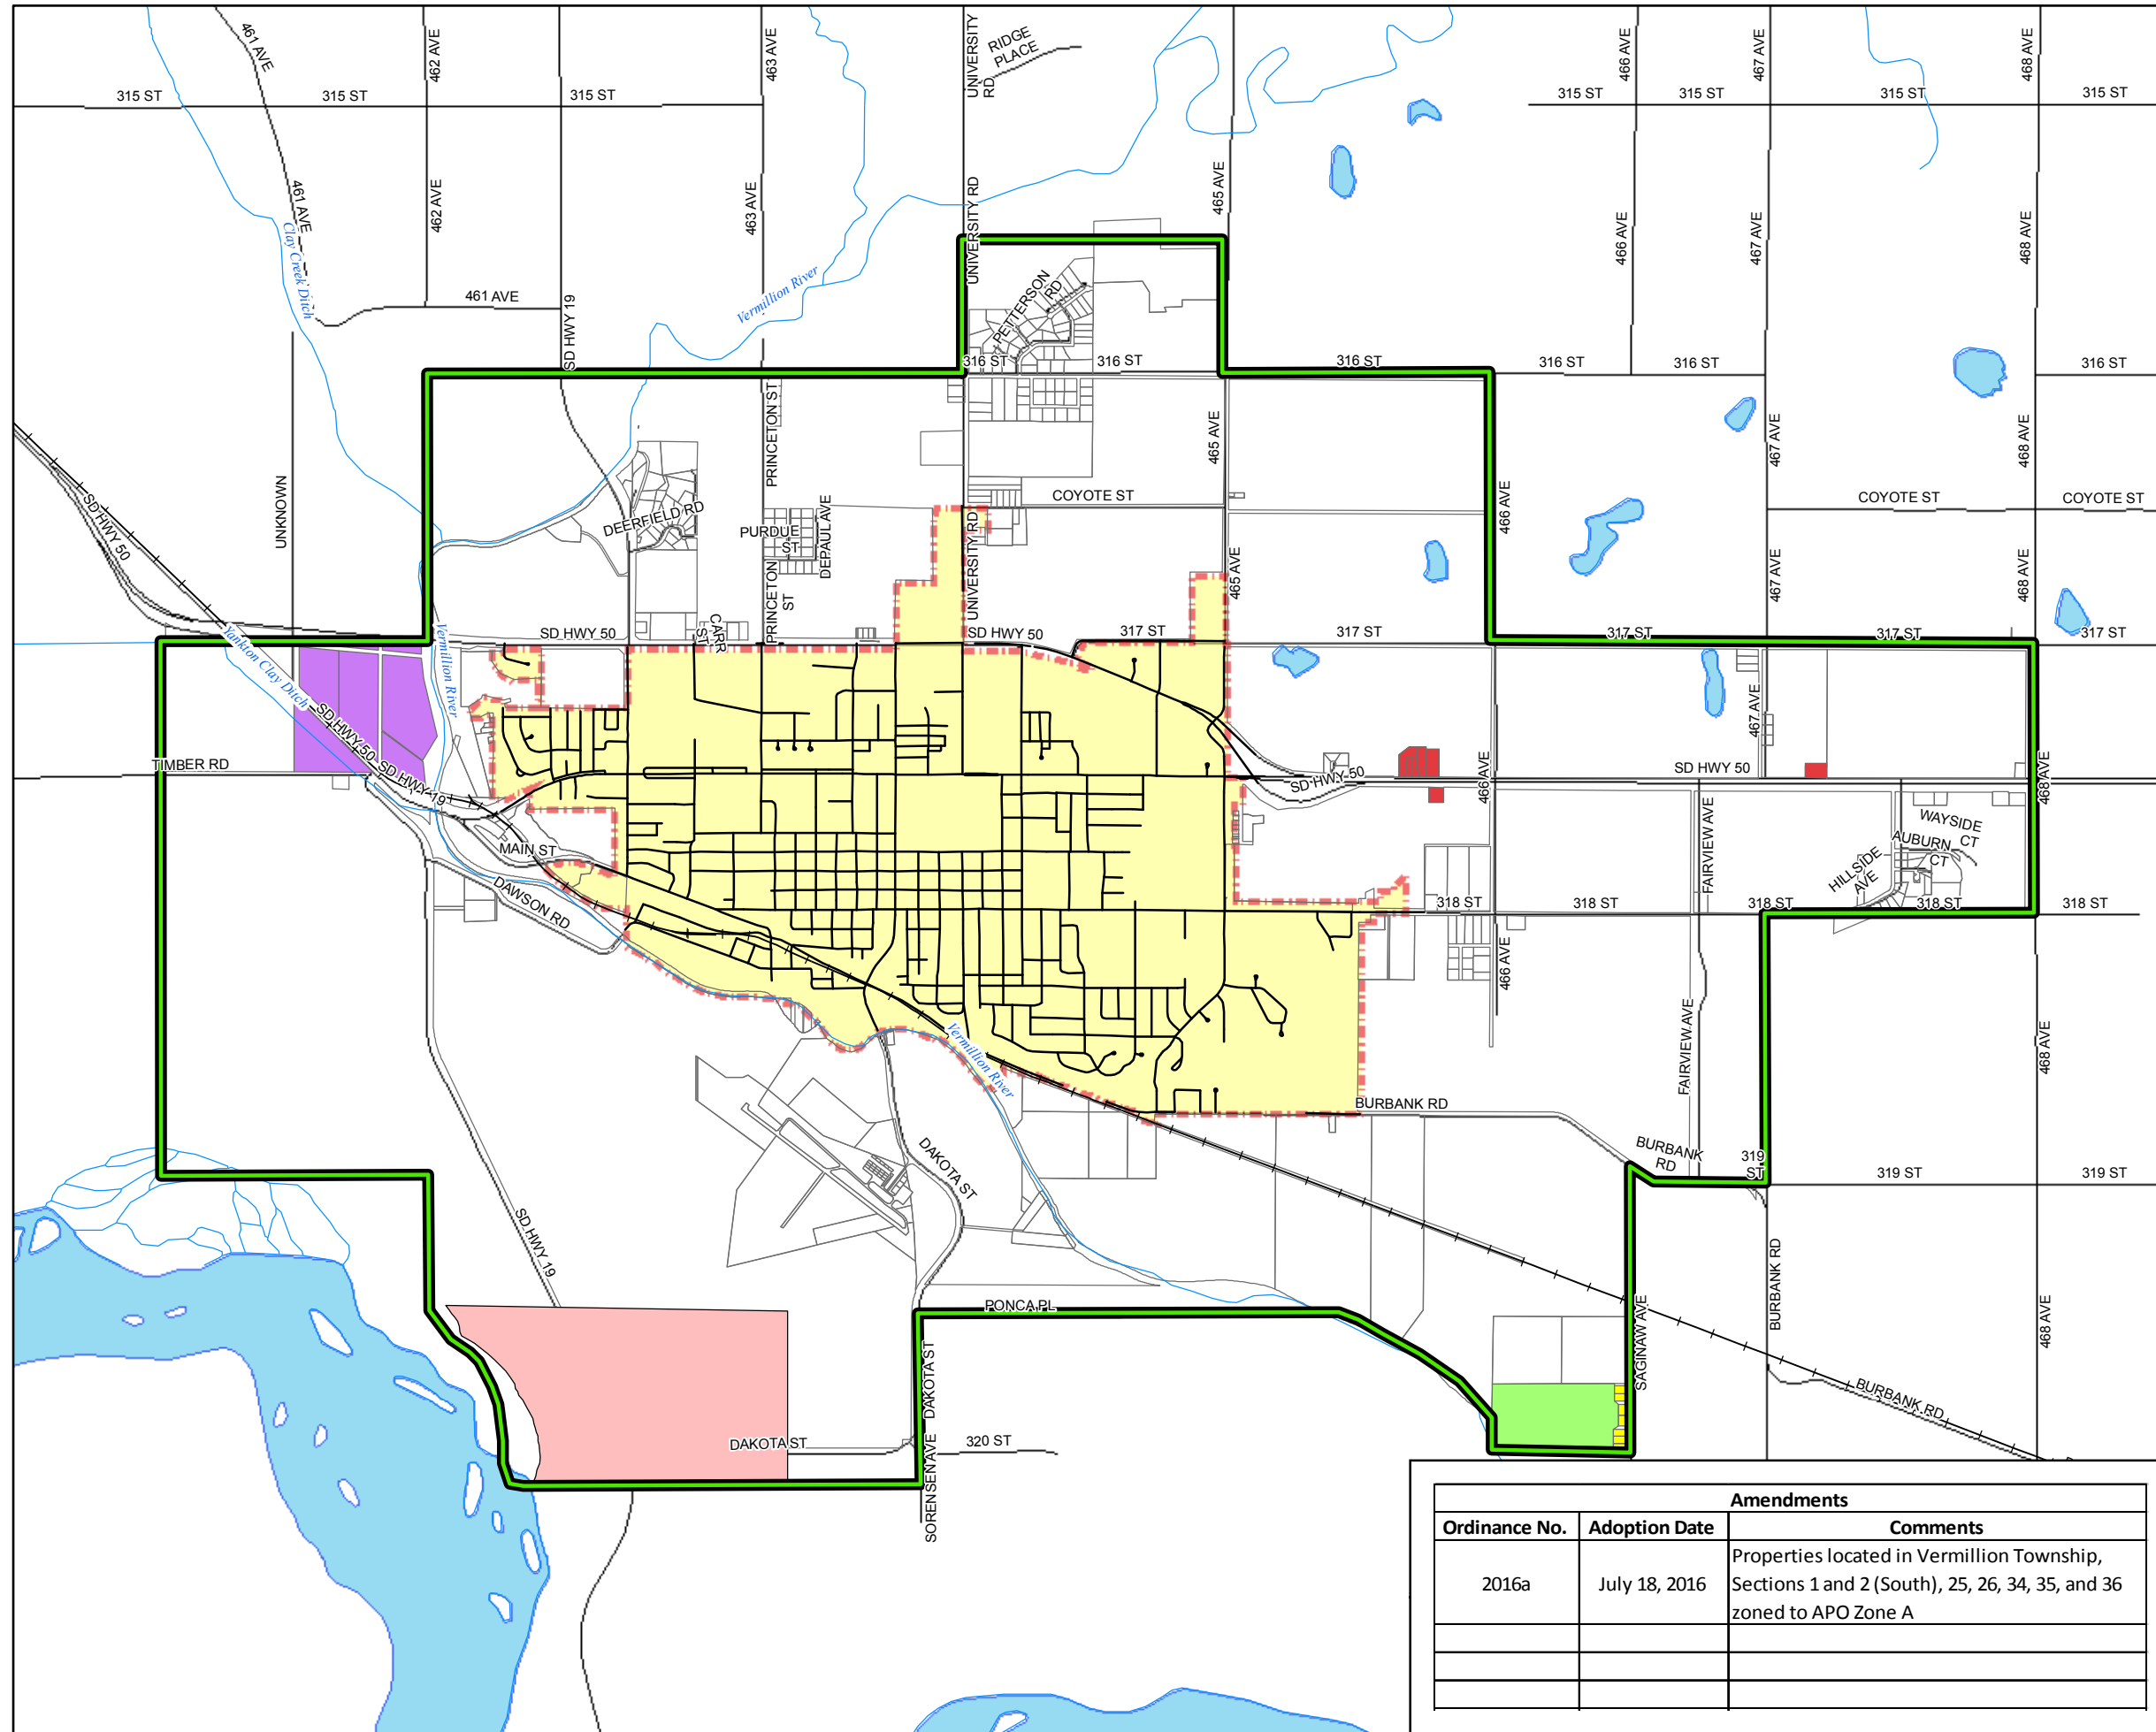 461 AVE
462 AVE
463 AVE
UNIVERSITY
RD
RIDGE
PLACE
466 AVE
467 AVE
468 AVE
315 ST
315 ST
315 ST
315 ST
315 ST
315 ST
315 ST
461 AVE
462 AVE
463 AVE
UNIVERSITY RD
465 AVE
466 AVE
467 AVE
468 AVE
Clay Creek Ditch
461 AVE
SD HWY 19
Vermillion River
PETTERSON
RD
316 ST
316 ST
316 ST
316 ST
316 ST
316 ST
SD HWY 50
UNKNOWN
PRINCETON ST
465 AVE
466 AVE
467 AVE
468 AVE
DEERFIELD RD
PURDUE
ST
DEPAUL AVE
COYOTE ST
COYOTE ST
COYOTE ST
PRINCETON
ST
UNIVERSITY RD
465 AVE
467 AVE
468 AVE
CARR
ST
SD HWY 50
SD HWY 50
317 ST
317 ST
317 ST
317 ST
317 ST
Yankton Clay Ditch
Vermillion River
SD HWY 50
SD HWY 19
TIMBER RD
467 AVE
466 AVE
SD HWY 50
SD HWY 50
468 AVE
MAIN ST
DAWSON RD
FAIRVIEW AVE
WAYSIDE
CT
AUBURN
CT
HILLSIDE
AVE
318 ST
318 ST
318 ST
318 ST
318 ST
466 AVE
FAIRVIEW AVE
468 AVE
Vermillion River
BURBANK RD
DAKOTA ST
BURBANK
RD
319
ST
319 ST
319 ST
SD HWY 19
BURBANK RD
468 AVE
PONCA PL
SAGINAW AVE
DAKOTA ST
DAKOTA ST
320 ST
SORENSEN AVE
BURBANK RD
Amendments
Ordinance No. Adoption Date Comments
Properties located in Vermillion Township,
2016a July 18, 2016 Sections 1 and 2 (South), 25, 26, 34, 35, and 36
zoned to APO Zone A